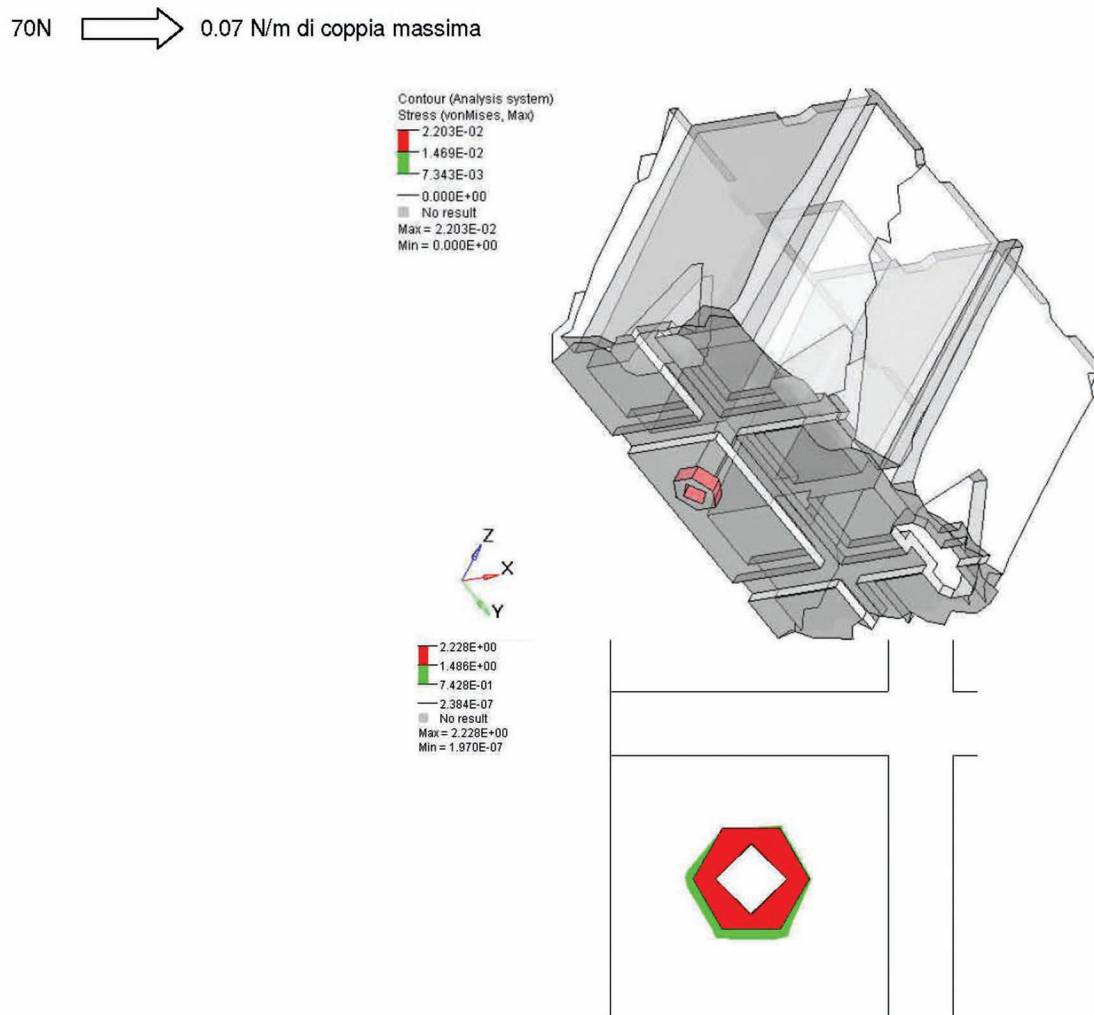 70N 0.07 N/m di coppia massima
Contour (Analysis system)
Stress (vonMises, Max)
2.203E-02
1.469E-02
7.343E-03
0.000E+00
No result
Max = 2.203E-02
Min = 0.000E+00
Z
X
Y
2.228E+00
1.486E+00
7.428E-01
2.384E-07
No result
Max = 2.228E+00
Min = 1.970E-07